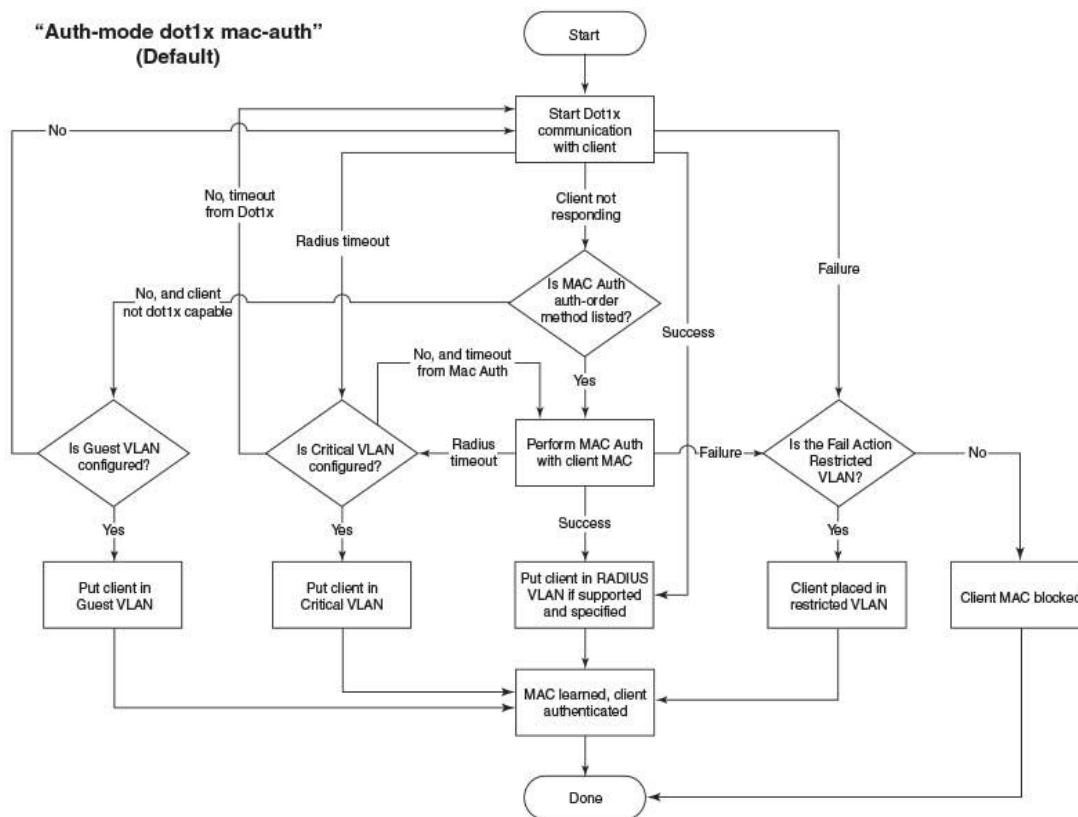 “Auth-mode dot1x mac-auth”
(Default)
Start
Start Dot1x
communication
with client
No
No, timeout
from Dot1x
Client not
responding
Radius timeout
Failure
Is MAC Auth
auth-order
method listed?
No, and client
not dot1x capable
Success
No, and timeout
from Mac Auth
Yes
Is Guest VLAN
configured?
Is Critical VLAN
configured?
Radius
timeout
Perform MAC Auth
with client MAC
Failure
Is the Fail Action
Restricted
VLAN?
No
Yes
Yes
Success
Yes
Put client in
Guest VLAN
Put client in
Critical VLAN
Put client in RADIUS
VLAN if supported
and specified
Client placed in
restricted VLAN
Client MAC blocked
MAC learned, client
authenticated
Done